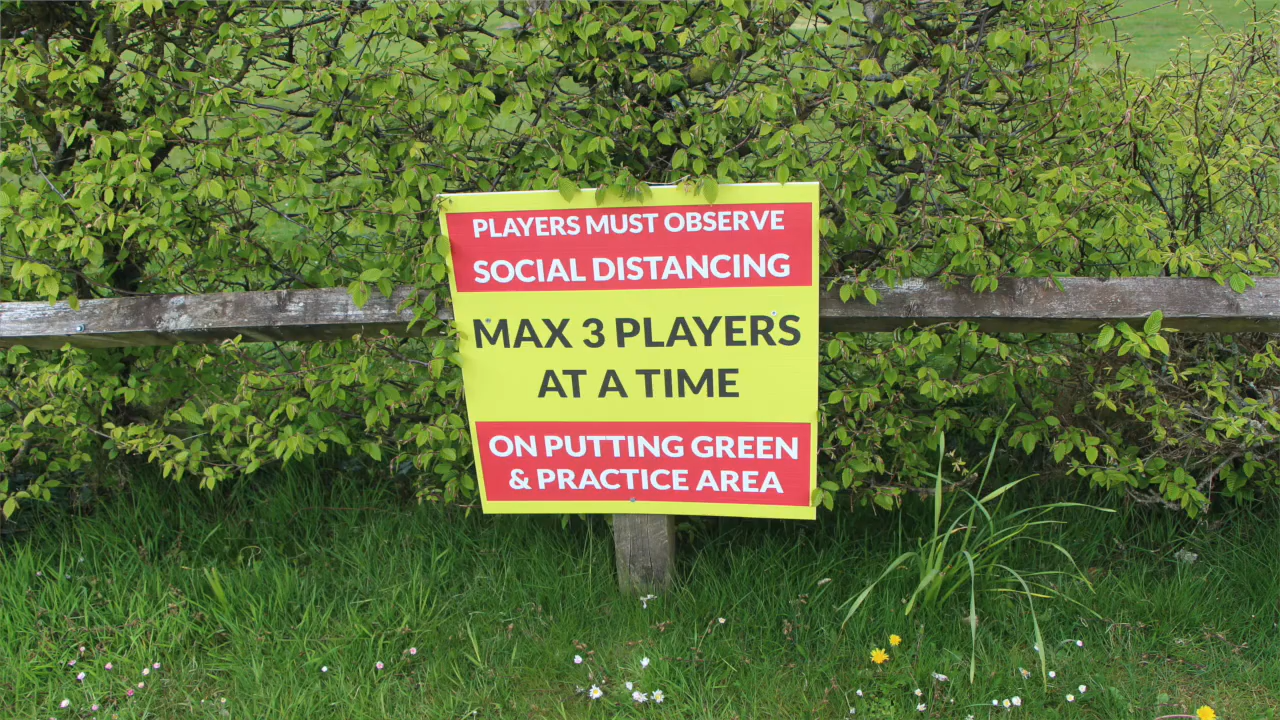 PLAYERS MUST OBSERVE
SOCIAL DISTANCING
MAX 3 PLAYERS
AT A TIME
ON PUTTING GREEN
& PRACTICE AREA